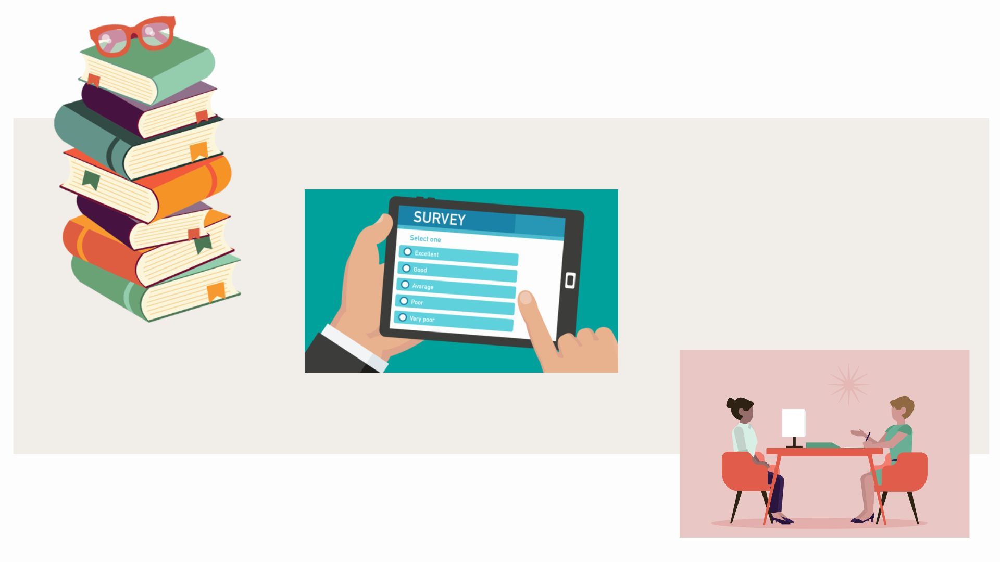 SURVEY
Select one
Excellent
Good
Avarage
Poor
Very poor